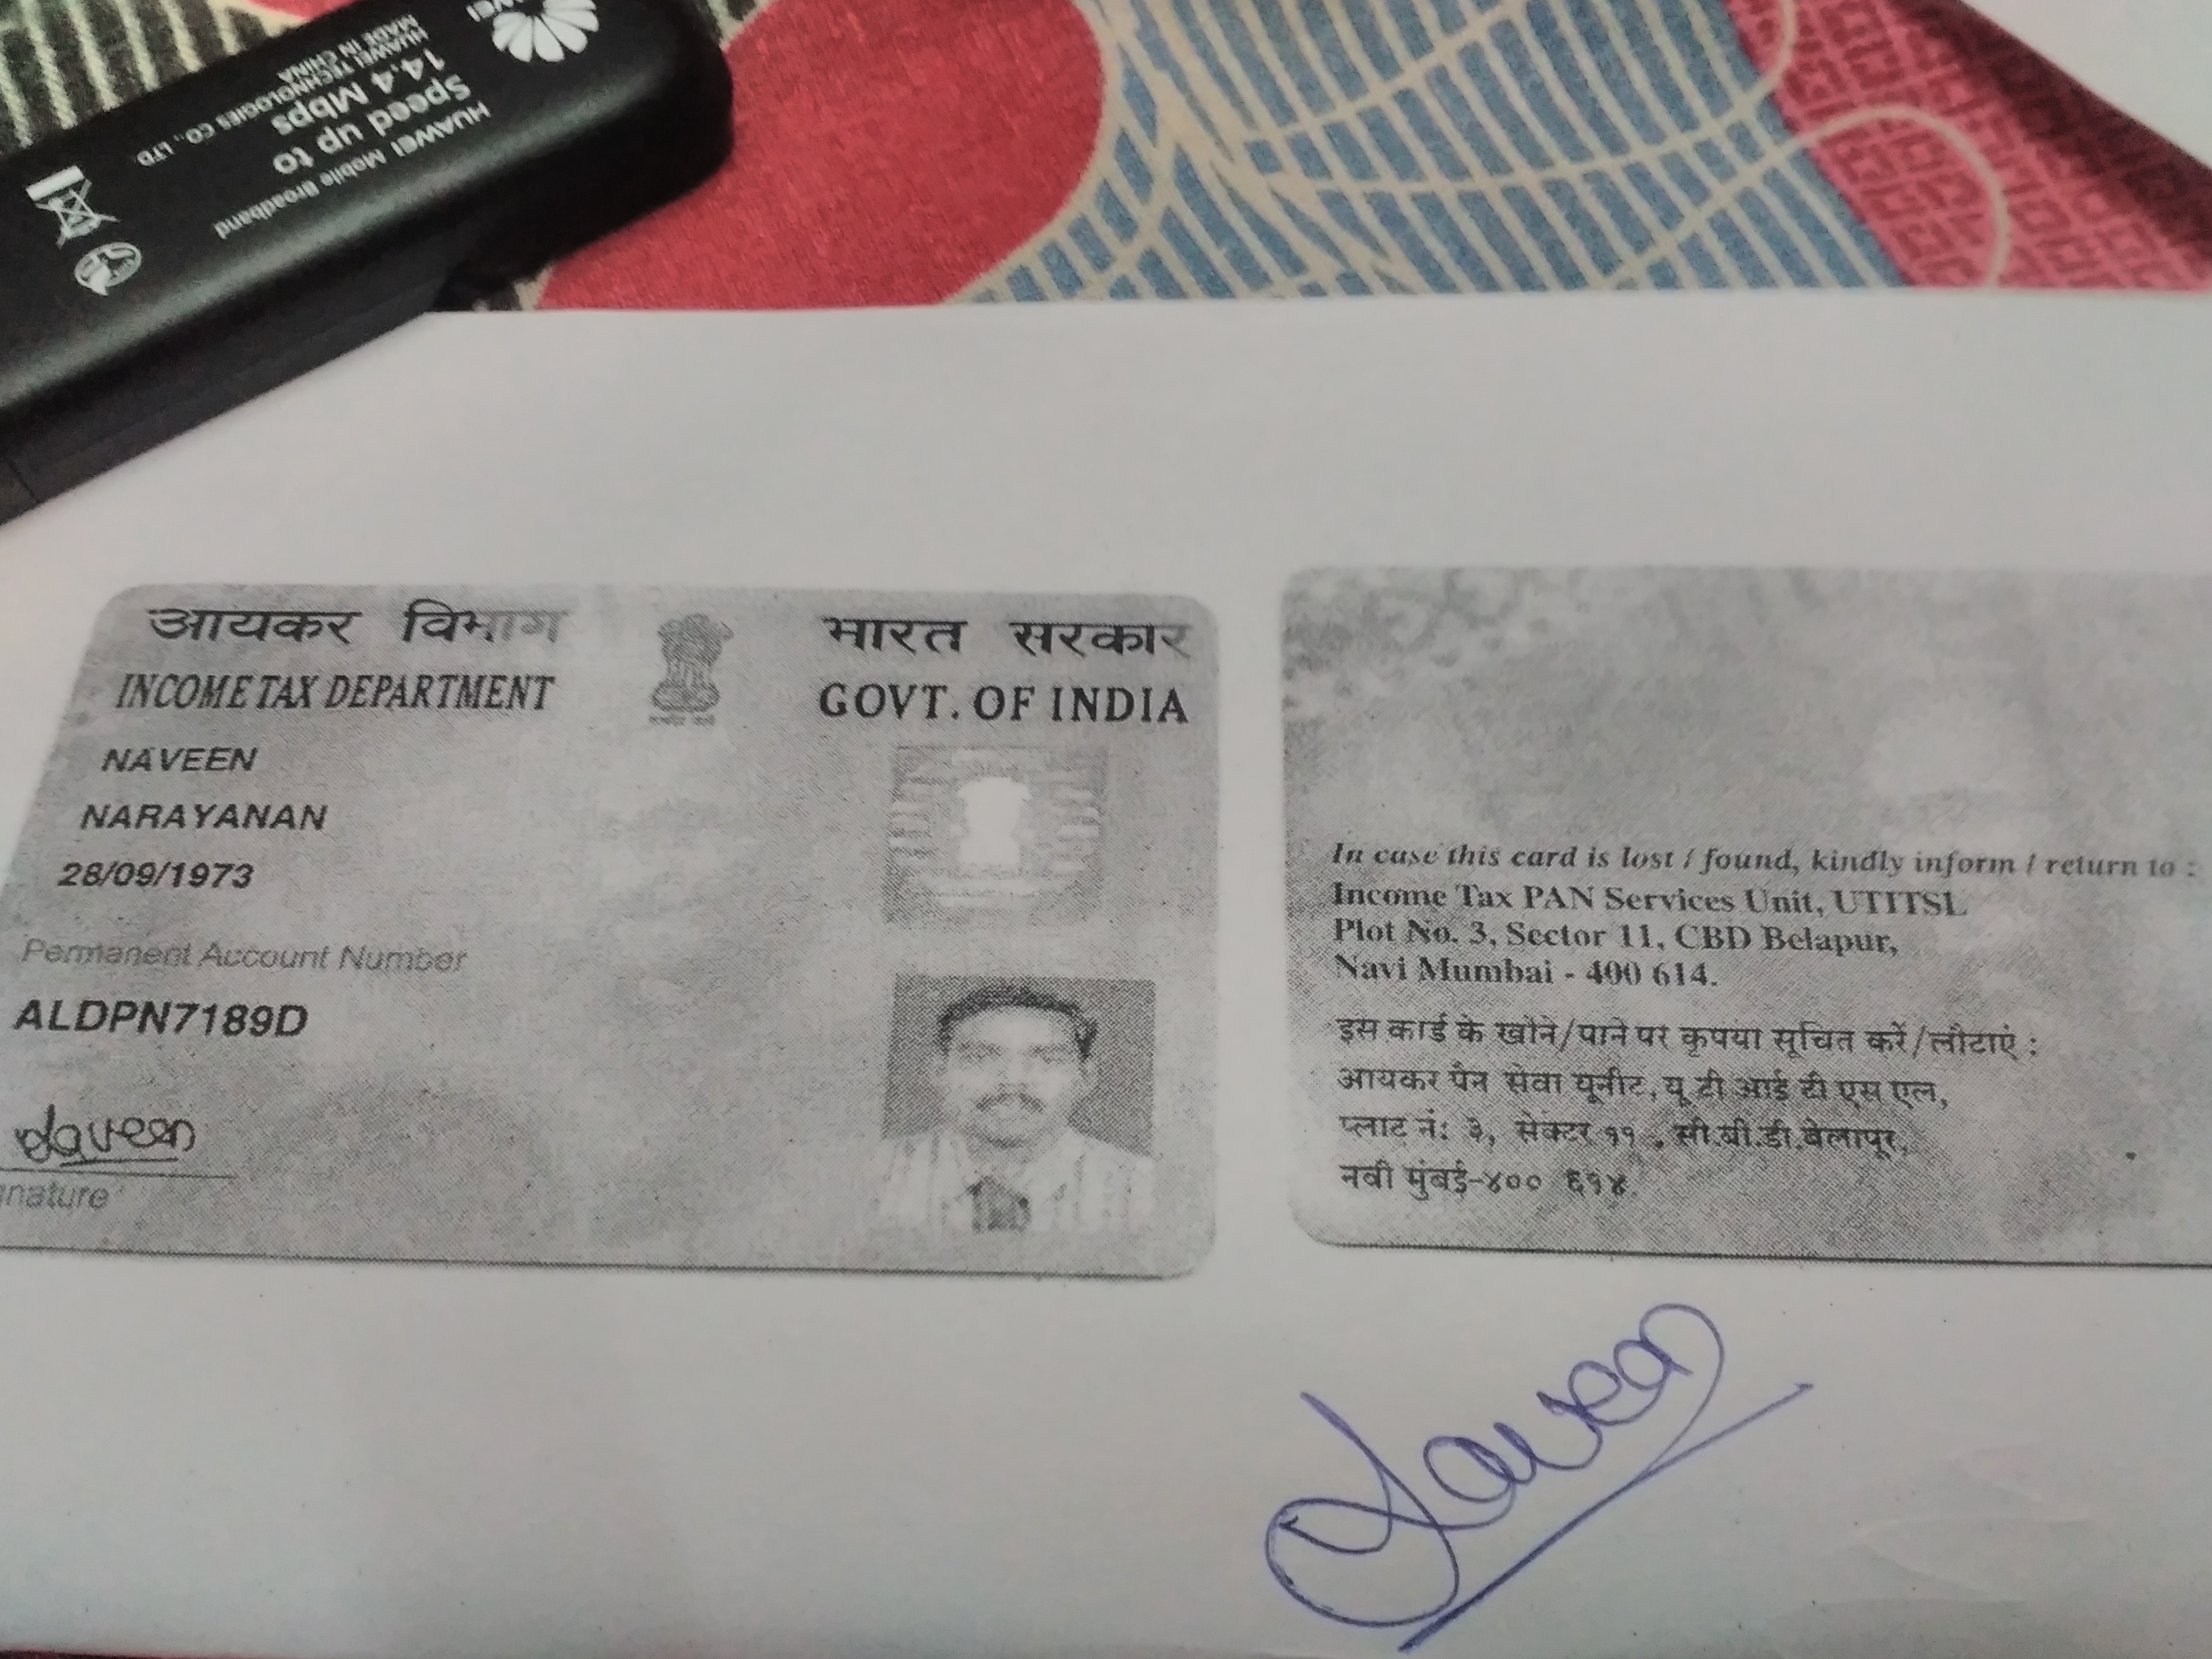 HUAWEI
HUAWEI Mobile Broadband
Speed up to
14.4 Mbps
HUAWEI TECHNOLOGIES CO., LTD.
MADE IN CHINA
आयकर विभाग
INCOME TAX DEPARTMENT
भारत सरकार
GOVT. OF INDIA
NAVEEN
NARAYANAN
28/09/1973
Permanent Account Number
ALDPN7189D
Naveen
nature
In case this card is lost / found, kindly inform / return to :
Income Tax PAN Services Unit, UTITSL
Plot No. 3, Sector 11, CBD Belapur,
Navi Mumbai - 400 614.
इस कार्ड के खोने/पाने पर कृपया सूचित करें/लौटाएं :
आयकर पैन सेवा यूनीट, यू टी आई टी एस एल,
प्लाट नं: ३, सेक्टर ११ , सी.बी.डी.बेलापूर,
नवी मुंबई-४०० ६१४.
Naveen